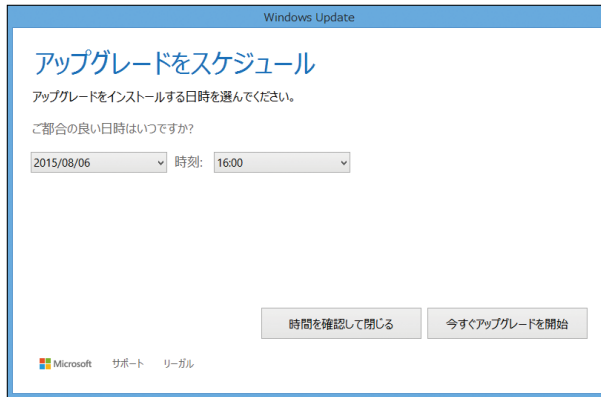 Windows Update
アップグレードをスケジュール
アップグレードをインストールする日時を選んでください。
ご都合の良い日時はいつですか?
2015/08/06 時刻: 16:00
時間を確認して閉じる 今すぐアップグレードを開始
Microsoft サポート リーガル